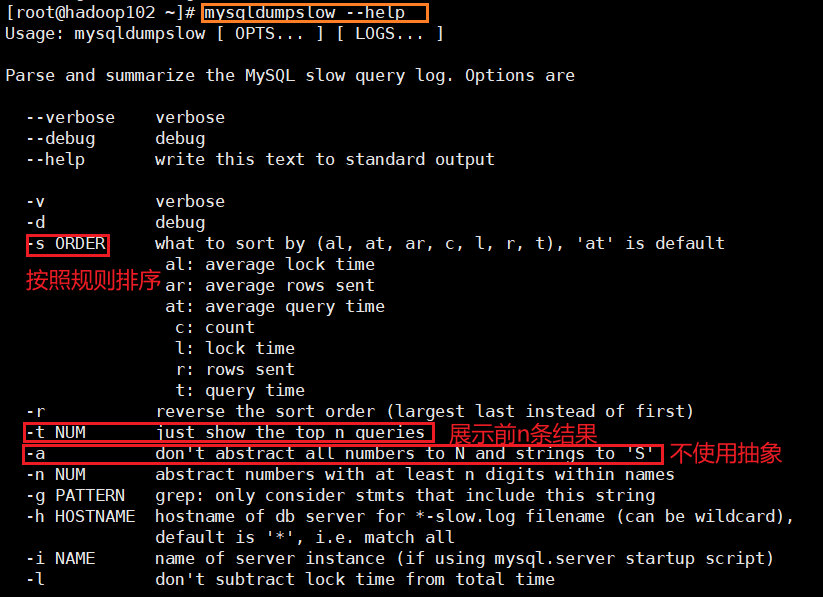 [root@hadoop102 ~]# mysqldumpslow --help
Usage: mysqldumpslow [ OPTS... ] [ LOGS... ]
Parse and summarize the MySQL slow query log. Options are
--verbose    verbose
--debug      debug
--help       write this text to standard output
-v           verbose
-d           debug
-s ORDER     what to sort by (al, at, ar, c, l, r, t), 'at' is default
al: average lock time
按照规则排序 ar: average rows sent
at: average query time
c: count
l: lock time
r: rows sent
t: query time
-r           reverse the sort order (largest last instead of first)
-t NUM       just show the top n queries 展示前n条结果
-a           don't abstract all numbers to N and strings to 'S' 不使用抽象
-n NUM       abstract numbers with at least n digits within names
-g PATTERN   grep: only consider stmts that include this string
-h HOSTNAME  hostname of db server for *-slow.log filename (can be wildcard),
default is '*', i.e. match all
-i NAME      name of server instance (if using mysql.server startup script)
-l           don't subtract lock time from total time